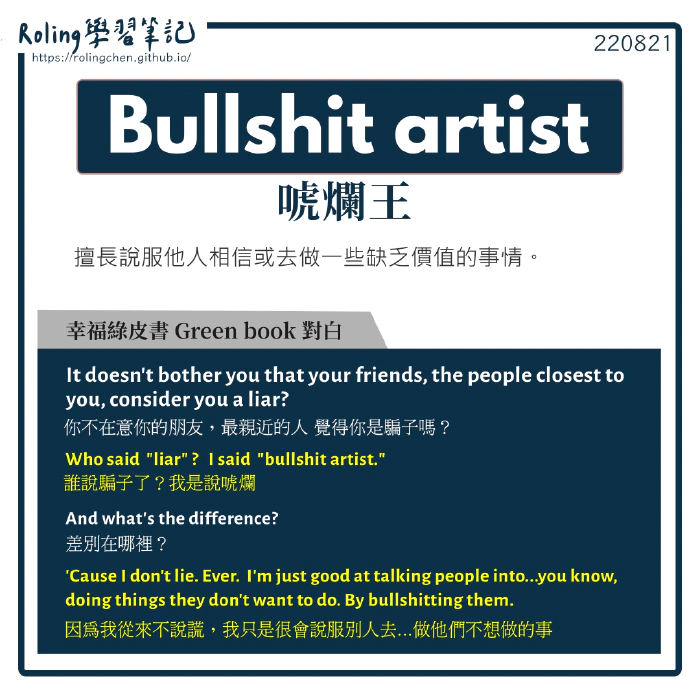 Roling學習筆記
https://rolingchen.github.io/
220821
Bullshit artist
唬爛王
擅長說服他人相信或去做一些缺乏價值的事情。
幸福綠皮書 Green book 對白
It doesn't bother you that your friends, the people closest to
you, consider you a liar?
你不在意你的朋友，最親近的人 覺得你是騙子嗎？
Who said "liar" ? I said "bullshit artist."
誰說騙子了？我是說唬爛
And what's the difference?
差別在哪裡？
'Cause I don't lie. Ever. I'm just good at talking people into...you know,
doing things they don't want to do. By bullshitting them.
因為我從來不說謊，我只是很會說服別人去...做他們不想做的事